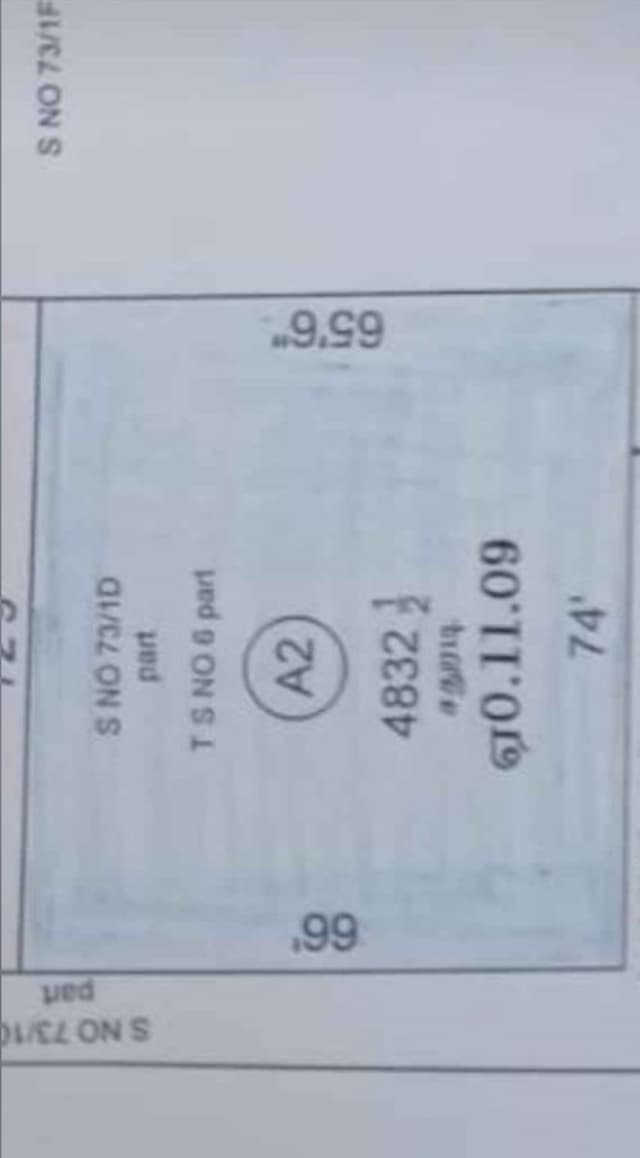 S NO 73/1F
S NO 73/1D
part
T S NO 6 part
A2
4832 ½
ஏ0.11.09
74'
66'
65'6"
S NO
part